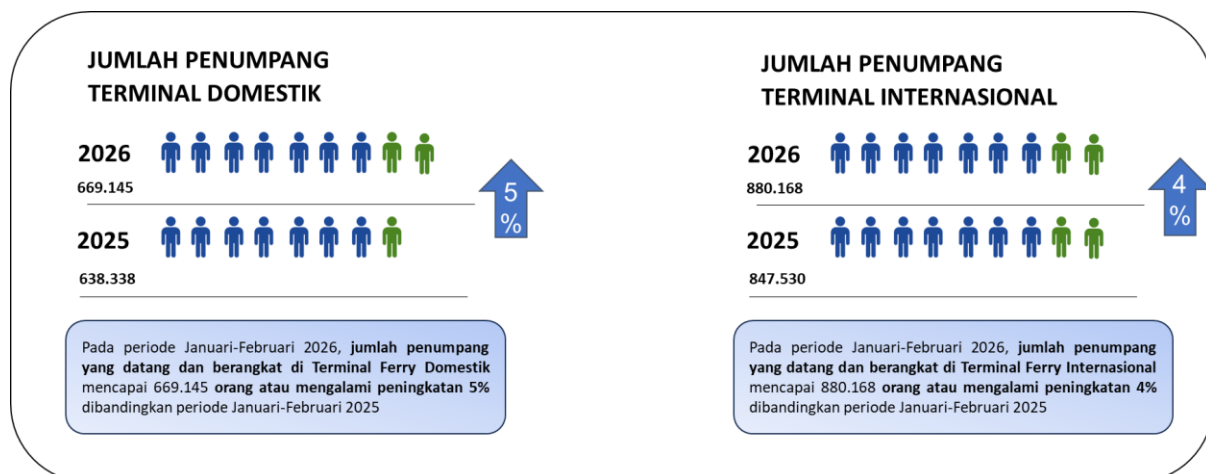 JUMLAH PENUMPANG
TERMINAL DOMESTIK
2026
669.145
2025
638.338
5
%
Pada periode Januari-Februari 2026, jumlah penumpang
yang datang dan berangkat di Terminal Ferry Domestik
mencapai 669.145 orang atau mengalami peningkatan 5%
dibandingkan periode Januari-Februari 2025
JUMLAH PENUMPANG
TERMINAL INTERNASIONAL
2026
880.168
2025
847.530
4
%
Pada periode Januari-Februari 2026, jumlah penumpang
yang datang dan berangkat di Terminal Ferry Internasional
mencapai 880.168 orang atau mengalami peningkatan 4%
dibandingkan periode Januari-Februari 2025